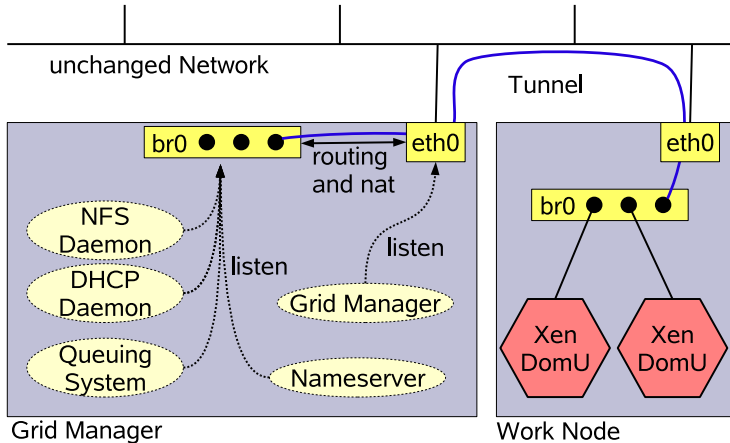 unchanged Network
Tunnel
br0
eth0
routing
and nat
NFS
Daemon
DHCP
Daemon
listen
listen
Grid Manager
Queuing
System
Nameserver
Grid Manager
eth0
br0
Xen
DomU
Xen
DomU
Work Node